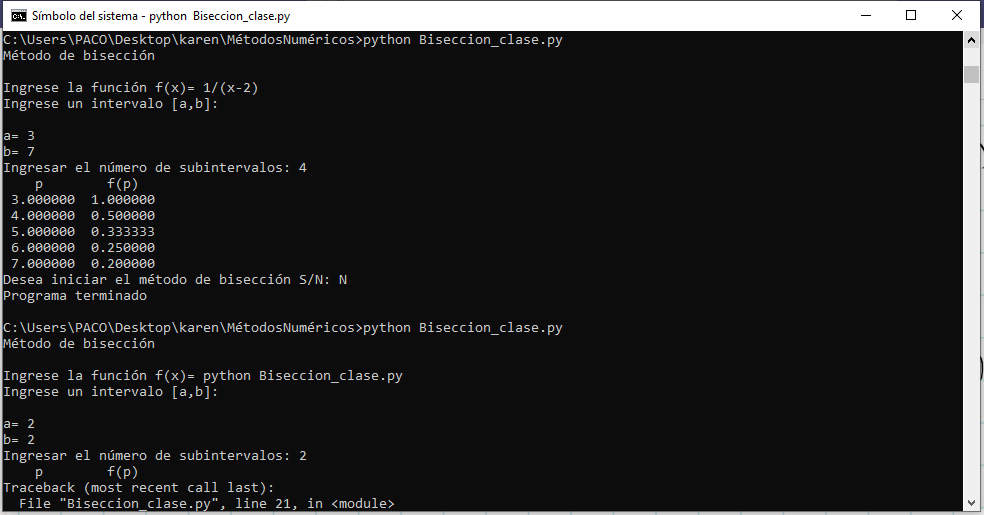 Símbolo del sistema - python  Biseccion_clase.py
C:\Users\PACO\Desktop\karen\MétodosNuméricos>python Biseccion_clase.py
Método de bisección
Ingrese la función f(x)= 1/(x-2)
Ingrese un intervalo [a,b]:
a= 3
b= 7
Ingresar el número de subintervalos: 4
    p        f(p)
 3.000000  1.000000
 4.000000  0.500000
 5.000000  0.333333
 6.000000  0.250000
 7.000000  0.200000
Desea iniciar el método de bisección S/N: N
Programa terminado
C:\Users\PACO\Desktop\karen\MétodosNuméricos>python Biseccion_clase.py
Método de bisección
Ingrese la función f(x)= python Biseccion_clase.py
Ingrese un intervalo [a,b]:
a= 2
b= 2
Ingresar el número de subintervalos: 2
    p        f(p)
Traceback (most recent call last):
  File "Biseccion_clase.py", line 21, in <module>